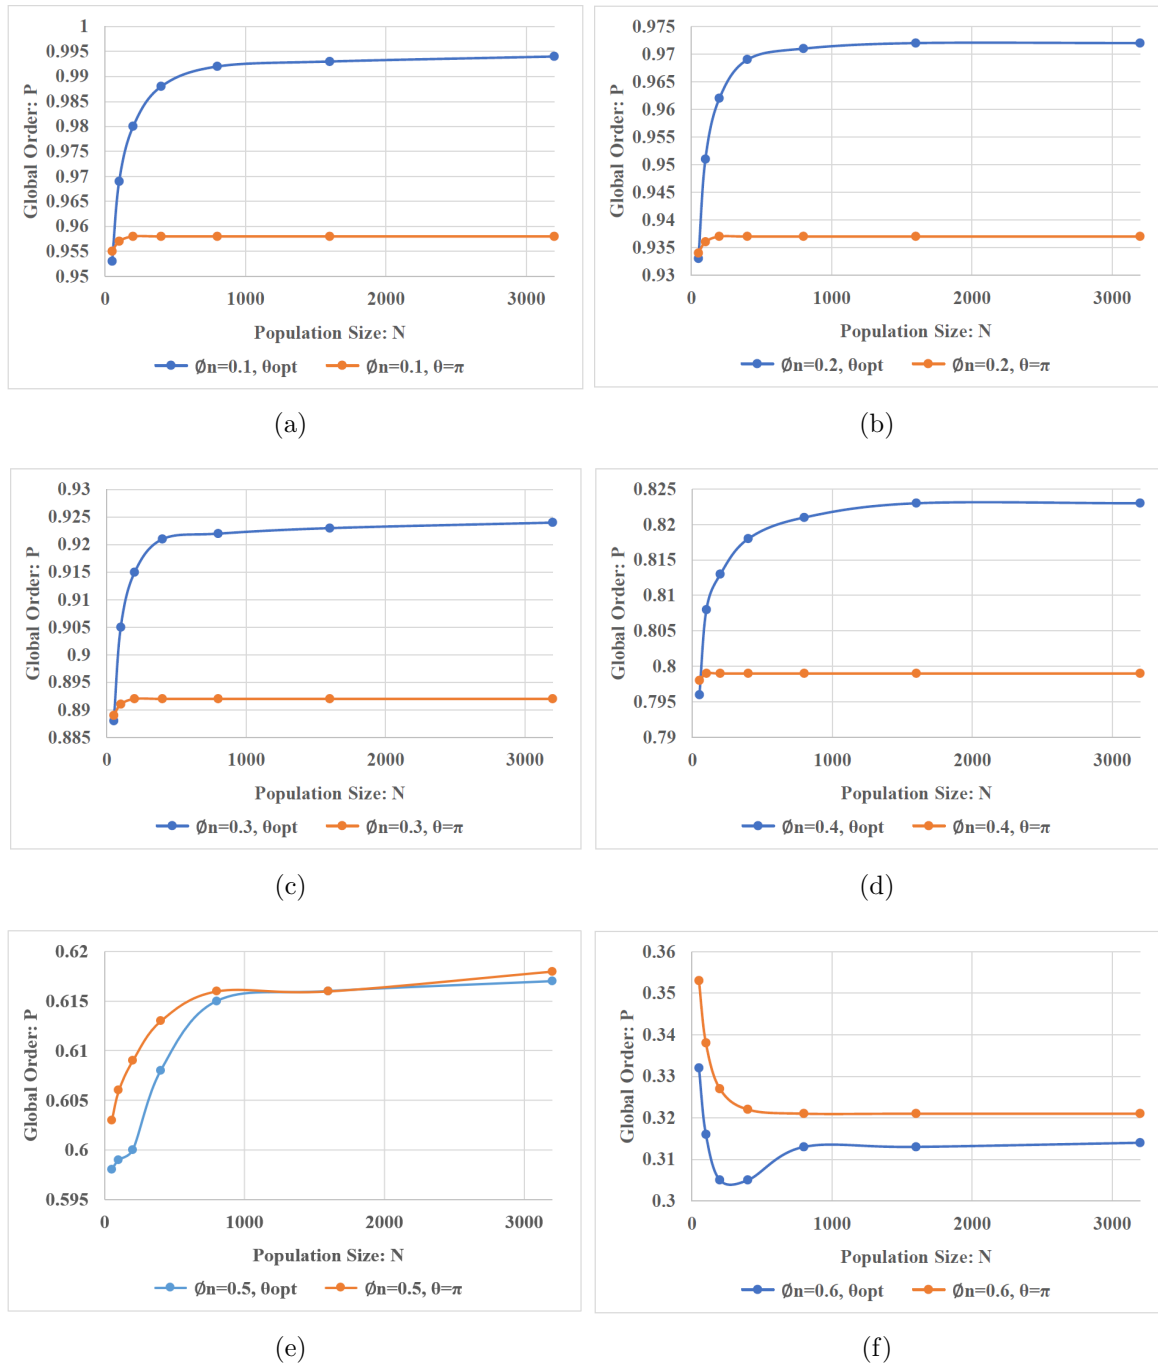 1
0.995
0.99
0.985
0.98
0.975
0.97
0.965
0.96
0.955
0.95
Global Order: P
0 1000 2000 3000
Population Size: N
Øn=0.1, θopt Øn=0.1, θ=π
(a)
0.975
0.97
0.965
0.96
0.955
0.95
0.945
0.94
0.935
0.93
Global Order: P
0 1000 2000 3000
Population Size: N
Øn=0.2, θopt Øn=0.2, θ=π
(b)
0.93
0.925
0.92
0.915
0.91
0.905
0.9
0.895
0.89
0.885
Global Order: P
0 1000 2000 3000
Population Size: N
Øn=0.3, θopt Øn=0.3, θ=π
(c)
0.825
0.82
0.815
0.81
0.805
0.8
0.795
0.79
Global Order: P
0 1000 2000 3000
Population Size: N
Øn=0.4, θopt Øn=0.4, θ=π
(d)
0.62
0.615
0.61
0.605
0.6
0.595
Global Order: P
0 1000 2000 3000
Population Size: N
Øn=0.5, θopt Øn=0.5, θ=π
(e)
0.36
0.35
0.34
0.33
0.32
0.31
0.3
Global Order: P
0 1000 2000 3000
Population Size: N
Øn=0.6, θopt Øn=0.6, θ=π
(f)